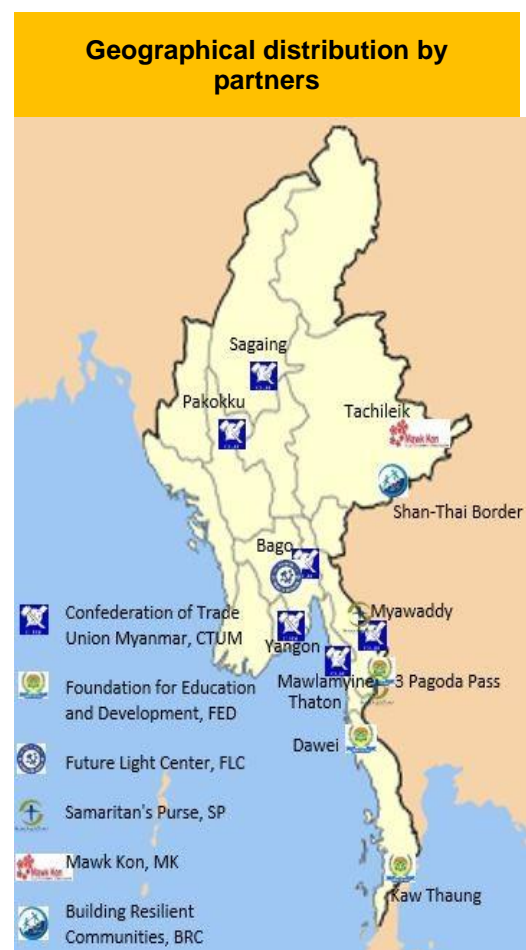 Geographical distribution by
partners
Sagaing
Pakokku
Tachileik
Mawk Kon
Shan-Thai Border
Bago
Myawaddy
Yangon
Mawlamyine
3 Pagoda Pass
Thaton
Dawei
Kaw Thaung
Confederation of Trade
Union Myanmar, CTUM
Foundation for Education
and Development, FED
Future Light Center, FLC
Samaritan's Purse, SP
Mawk Kon
Mawk Kon, MK
Building Resilient
Communities, BRC